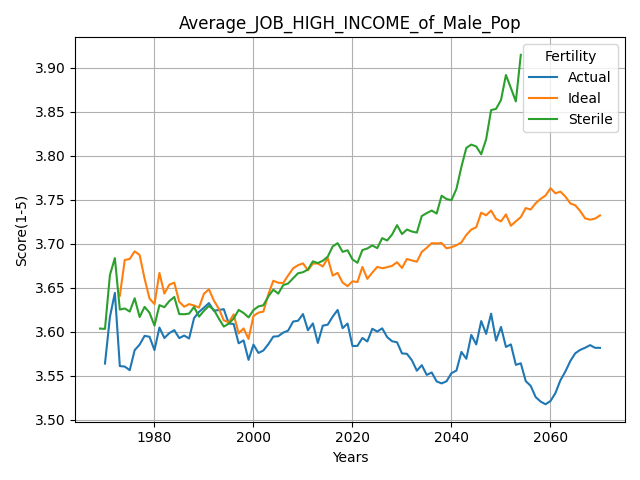 Average_JOB_HIGH_INCOME_of_Male_Pop
Score(1-5)
3.90
3.85
3.80
3.75
3.70
3.65
3.60
3.55
3.50
Fertility
Actual
Ideal
Sterile
1980 2000 2020 2040 2060
Years